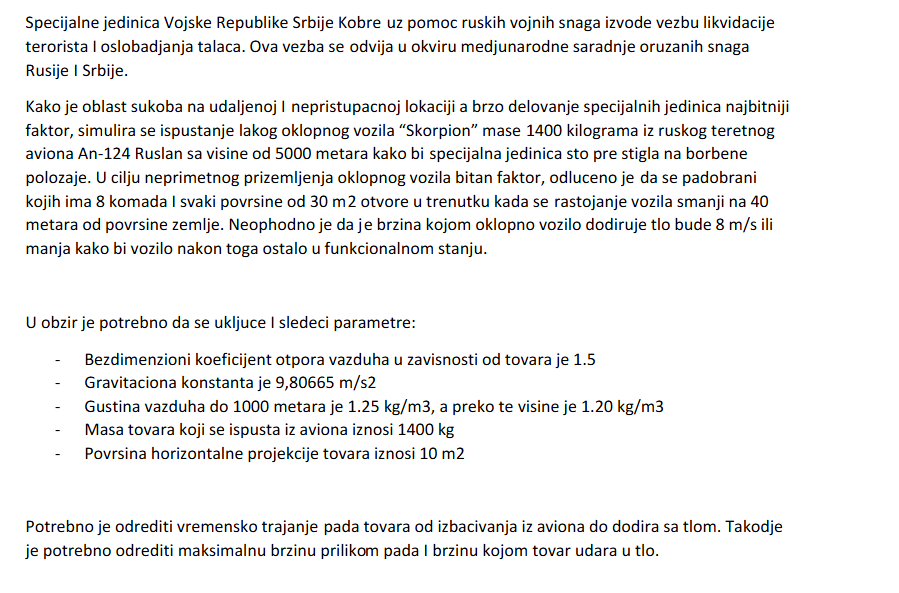 Specijalne jedinica Vojske Republike Srbije Kobre uz pomoc ruskih vojnih snaga izvode vezbu likvidacije
terorista I oslobadjanja talaca. Ova vezba se odvija u okviru medjunarodne saradnje oruzanih snaga
Rusije I Srbije.
Kako je oblast sukoba na udaljenoj I nepristupacnoj lokaciji a brzo delovanje specijalnih jedinica najbitniji
faktor, simulira se ispustanje lakog oklopnog vozila “Skorpion” mase 1400 kilograma iz ruskog teretnog
aviona An-124 Ruslan sa visine od 5000 metara kako bi specijalna jedinica sto pre stigla na borbene
polozaje. U cilju neprimetnog prizemljenja oklopnog vozila bitan faktor, odluceno je da se padobrani
kojih ima 8 komada I svaki povrsine od 30 m2 otvore u trenutku kada se rastojanje vozila smanji na 40
metara od povrsine zemlje. Neophodno je da je brzina kojom oklopno vozilo dodiruje tlo bude 8 m/s ili
manja kako bi vozilo nakon toga ostalo u funkcionalnom stanju.
U obzir je potrebno da se ukljuce I sledeci parametre:
- Bezdimenzioni koeficijent otpora vazduha u zavisnosti od tovara je 1.5
- Gravitaciona konstanta je 9,80665 m/s2
- Gustina vazduha do 1000 metara je 1.25 kg/m3, a preko te visine je 1.20 kg/m3
- Masa tovara koji se ispusta iz aviona iznosi 1400 kg
- Povrsina horizontalne projekcije tovara iznosi 10 m2
Potrebno je odrediti vremensko trajanje pada tovara od izbacivanja iz aviona do dodira sa tlom. Takodje
je potrebno odrediti maksimalnu brzinu prilikom pada I brzinu kojom tovar udara u tlo.